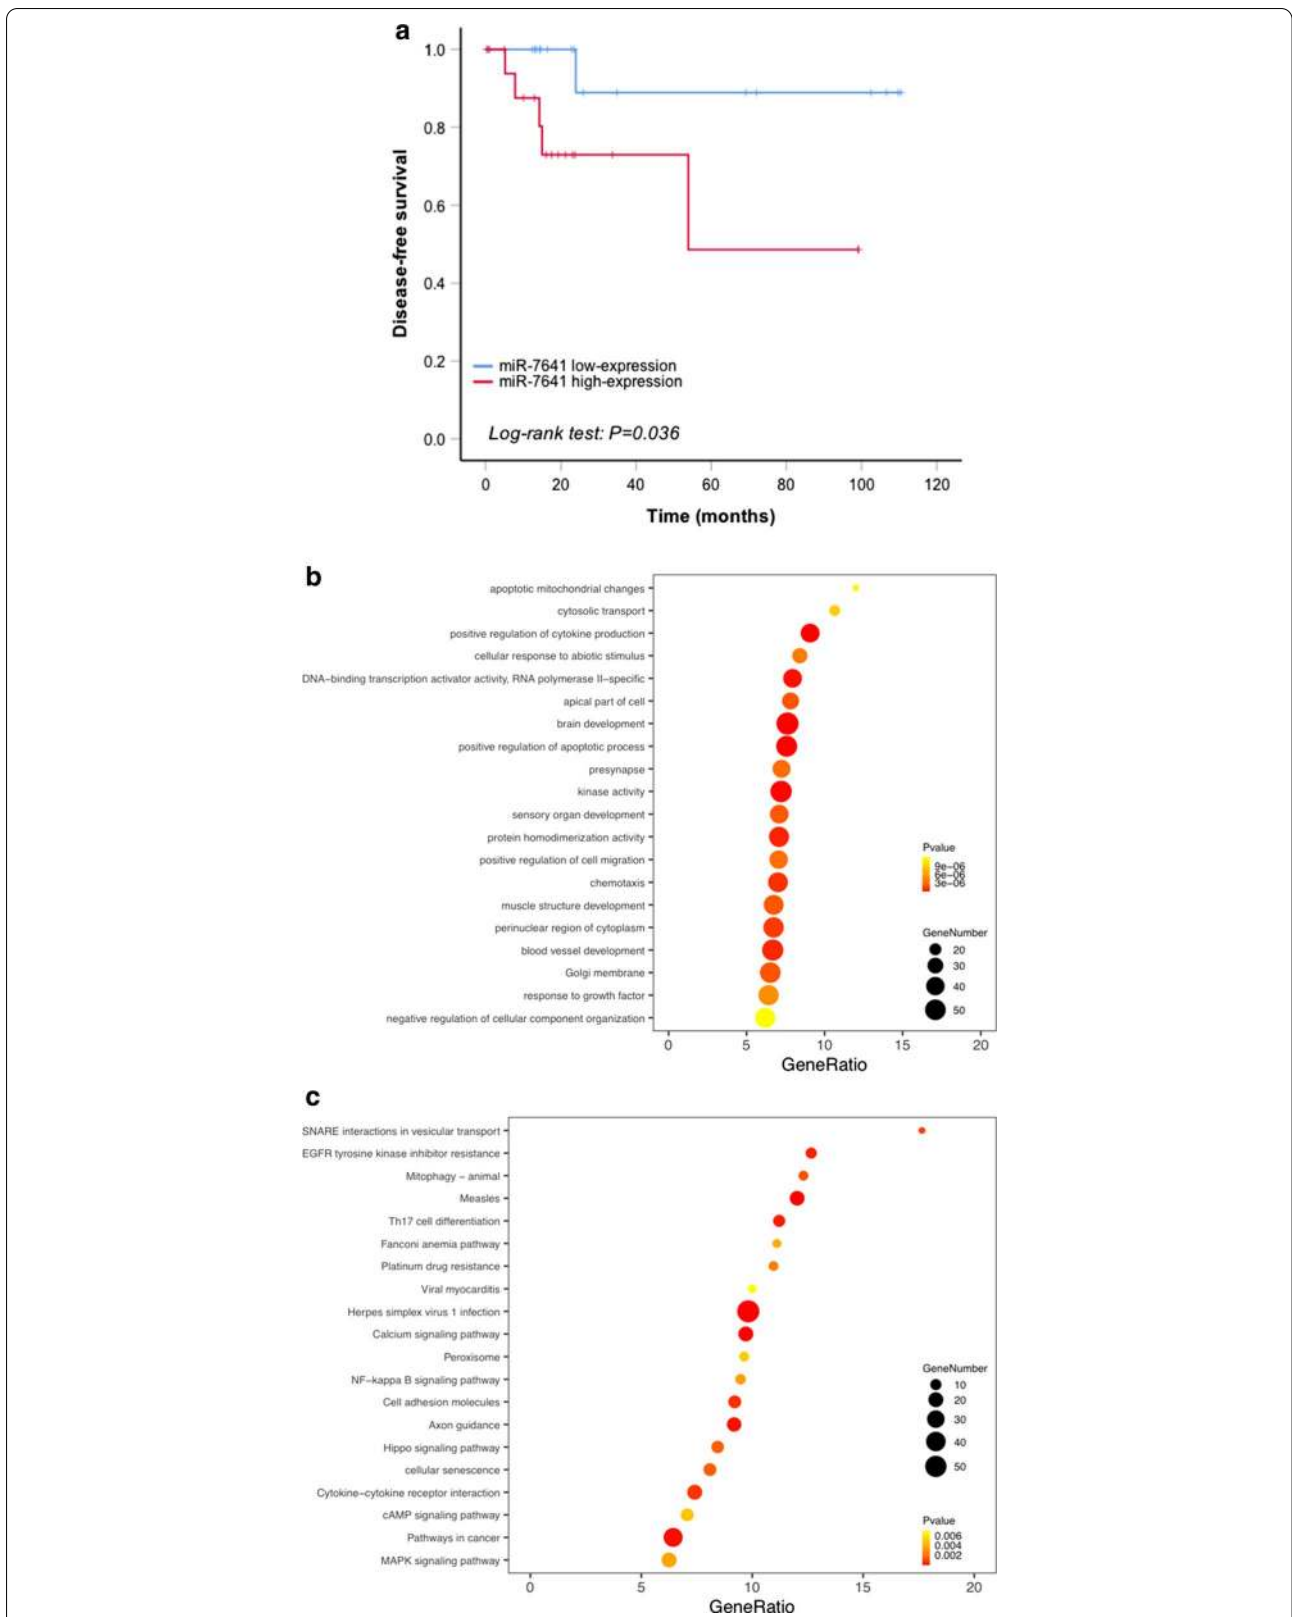 a
1.0
0.8
0.6
0.4
0.2
0.0
Disease-free survival
miR-7641 low-expression
miR-7641 high-expression
Log-rank test: P=0.036
0 20 40 60 80 100 120
Time (months)
b
apoptotic mitochondrial changes
cytosolic transport
positive regulation of cytokine production
cellular response to abiotic stimulus
DNA−binding transcription activator activity, RNA polymerase II−specific
apical part of cell
brain development
positive regulation of apoptotic process
presynapse
kinase activity
sensory organ development
protein homodimerization activity
positive regulation of cell migration
chemotaxis
muscle structure development
perinuclear region of cytoplasm
blood vessel development
Golgi membrane
response to growth factor
negative regulation of cellular component organization
Pvalue
9e−06
6e−06
3e−06
GeneNumber
20
30
40
50
0 5 10 15 20
GeneRatio
c
SNARE interactions in vesicular transport
EGFR tyrosine kinase inhibitor resistance
Mitophagy − animal
Measles
Th17 cell differentiation
Fanconi anemia pathway
Platinum drug resistance
Viral myocarditis
Herpes simplex virus 1 infection
Calcium signaling pathway
Peroxisome
NF−kappa B signaling pathway
Cell adhesion molecules
Axon guidance
Hippo signaling pathway
cellular senescence
Cytokine−cytokine receptor interaction
cAMP signaling pathway
Pathways in cancer
MAPK signaling pathway
GeneNumber
10
20
30
40
50
Pvalue
0.006
0.004
0.002
0 5 10 15 20
GeneRatio